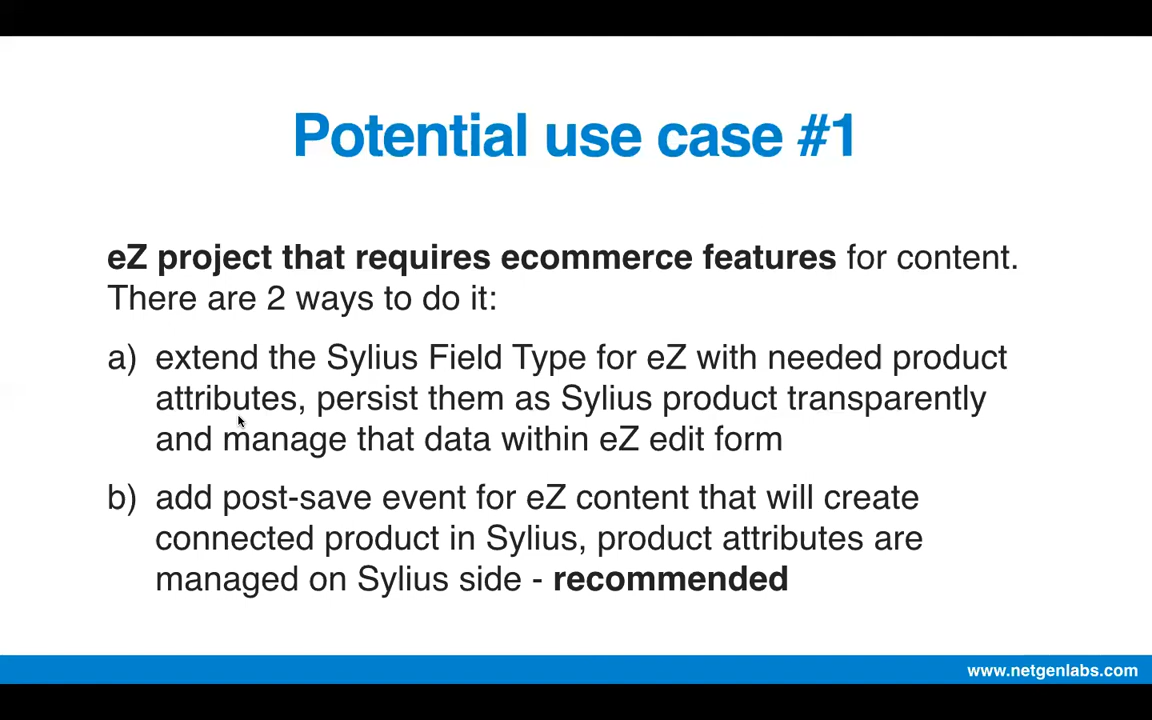 Potential use case #1
eZ project that requires ecommerce features for content.
There are 2 ways to do it:
a) extend the Sylius Field Type for eZ with needed product
attributes, persist them as Sylius product transparently
and manage that data within eZ edit form
b) add post-save event for eZ content that will create
connected product in Sylius, product attributes are
managed on Sylius side - recommended
www.netgenlabs.com